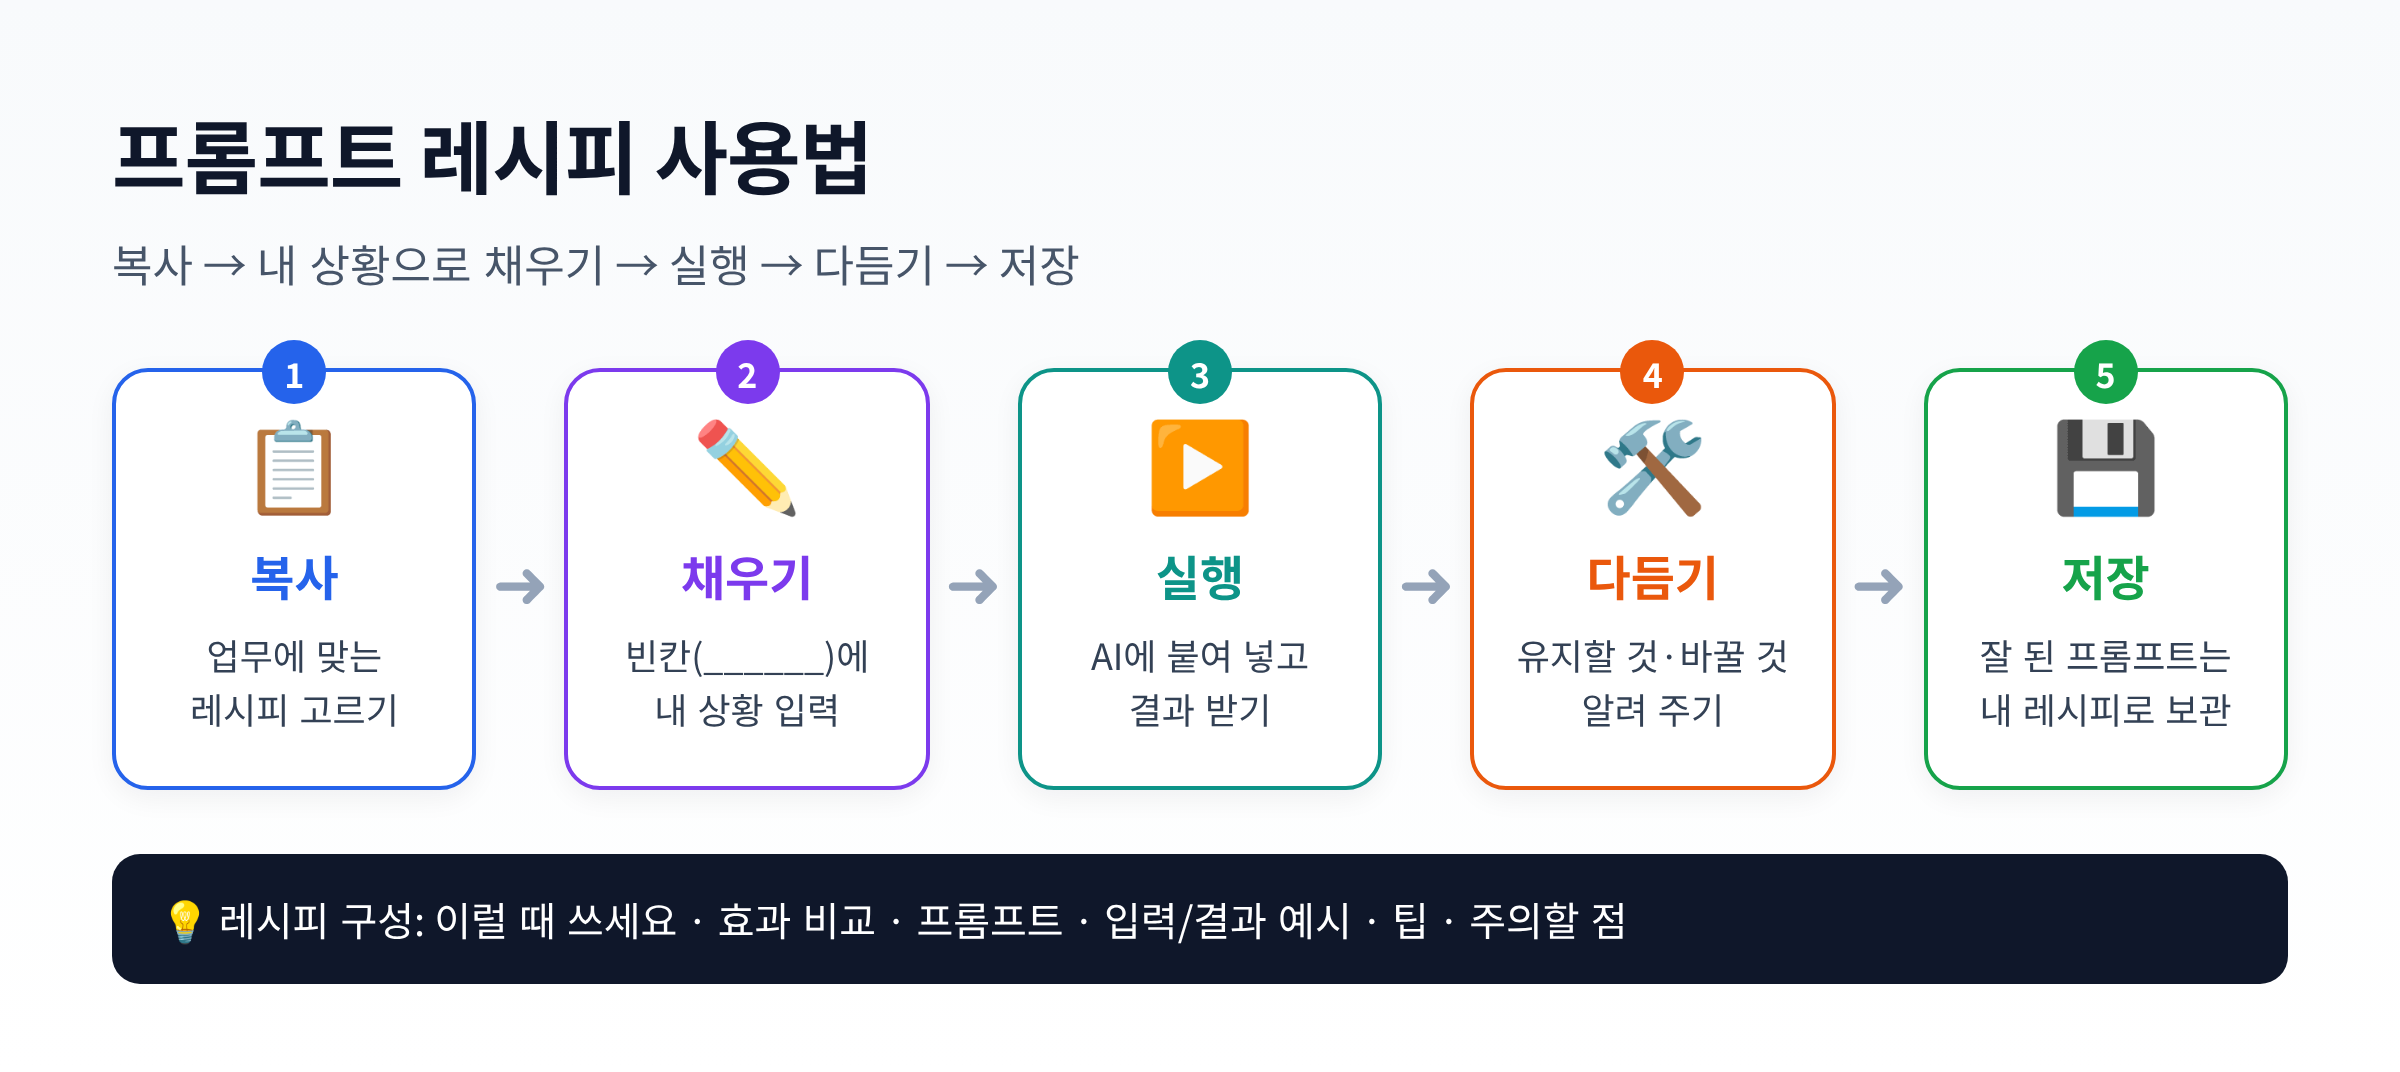 프롬프트 레시피 사용법
복사 → 내 상황으로 채우기 → 실행 → 다듬기 → 저장
1
복사
업무에 맞는
레시피 고르기
➜
2
채우기
빈칸(______)에
내 상황 입력
➜
3
실행
AI에 붙여 넣고
결과 받기
➜
4
다듬기
유지할 것·바꿀 것
알려 주기
➜
5
저장
잘 된 프롬프트는
내 레시피로 보관
💡 레시피 구성: 이럴 때 쓰세요 · 효과 비교 · 프롬프트 · 입력/결과 예시 · 팁 · 주의할 점